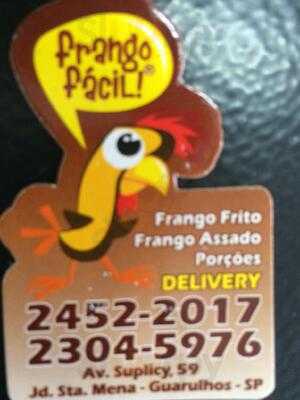 Frango
Fácil!®
Frango Frito
Frango Assado
Porções
DELIVERY
2452-2017
2304-5976
Av. Suplicy, 59
Jd. Sta. Mena - Guarulhos - SP